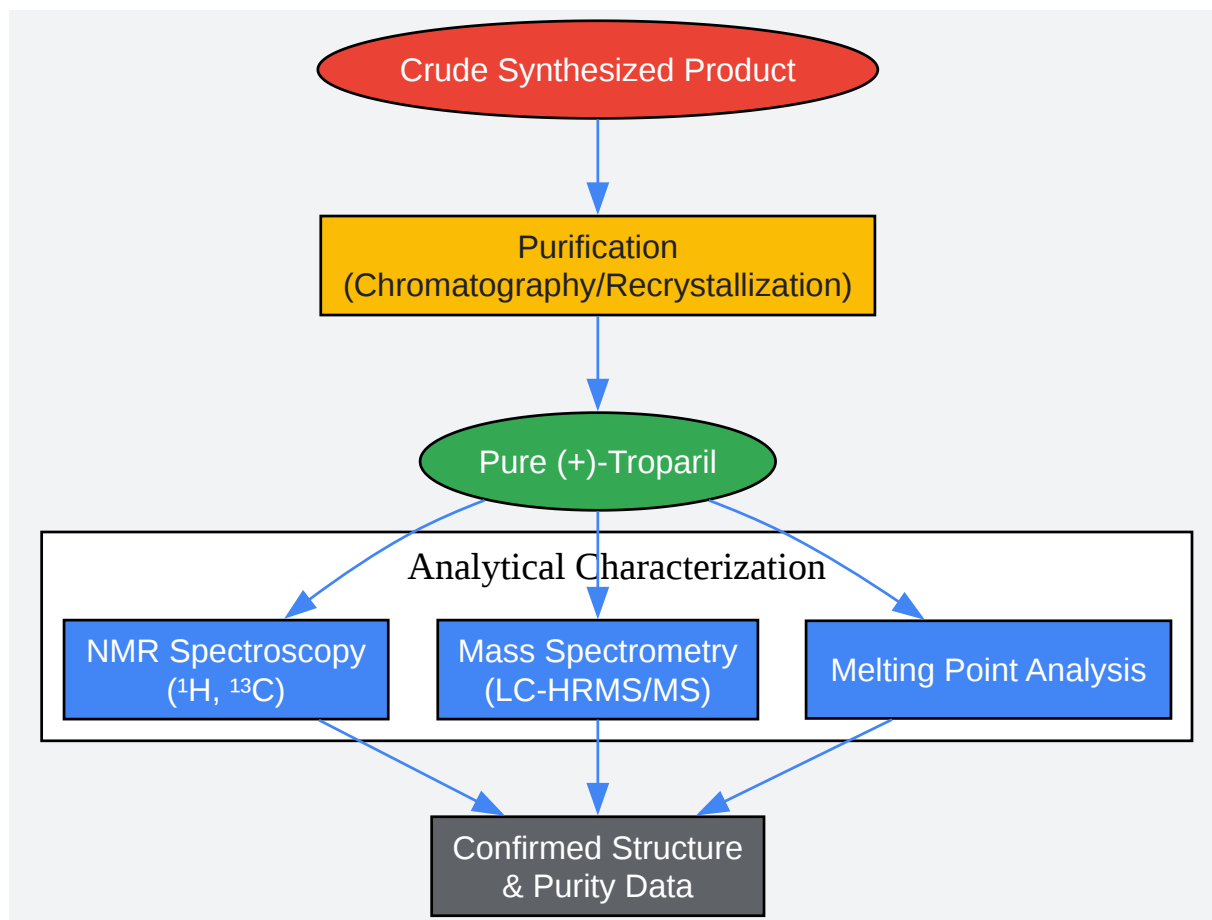 Crude Synthesized Product
Purification
(Chromatography/Recrystallization)
Pure (+)-Troparil
Analytical Characterization
NMR Spectroscopy
(¹H, ¹³C)
Mass Spectrometry
(LC-HRMS/MS)
Melting Point Analysis
Confirmed Structure
& Purity Data